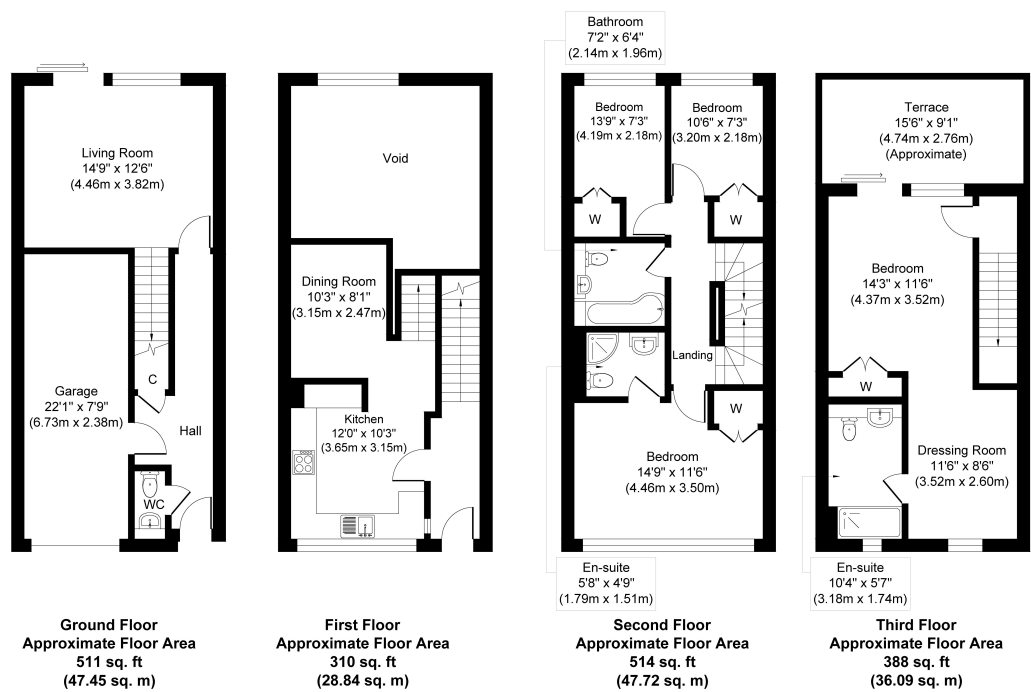 Bathroom
7'2" x 6'4"
(2.14m x 1.96m)
Living Room
14'9" x 12'6"
(4.46m x 3.82m)
C
Garage
22'1" x 7'9"
(6.73m x 2.38m)
Hall
WC
Ground Floor
Approximate Floor Area
511 sq. ft
(47.45 sq. m)
Void
Dining Room
10'3" x 8'1"
(3.15m x 2.47m)
Kitchen
12'0" x 10'3"
(3.65m x 3.15m)
First Floor
Approximate Floor Area
310 sq. ft
(28.84 sq. m)
Bedroom
13'9" x 7'3"
(4.19m x 2.18m)
Bedroom
10'6" x 7'3"
(3.20m x 2.18m)
W
W
Landing
W
Bedroom
14'9" x 11'6"
(4.46m x 3.50m)
En-suite
5'8" x 4'9"
(1.79m x 1.51m)
Second Floor
Approximate Floor Area
514 sq. ft
(47.72 sq. m)
Terrace
15'6" x 9'1"
(4.74m x 2.76m)
(Approximate)
Bedroom
14'3" x 11'6"
(4.37m x 3.52m)
W
Dressing Room
11'6" x 8'6"
(3.52m x 2.60m)
En-suite
10'4" x 5'7"
(3.18m x 1.74m)
Third Floor
Approximate Floor Area
388 sq. ft
(36.09 sq. m)